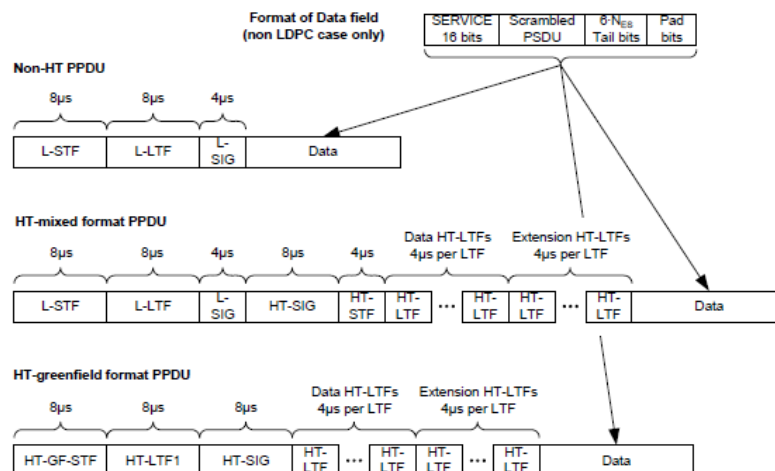 Format of Data field
(non LDPC case only)
SERVICE
16 bits
Scrambled
PSDU
6·N_ES
Tail bits
Pad
bits
Non-HT PPDU
8µs 8µs 4µs
L-STF L-LTF L-
SIG Data
HT-mixed format PPDU
Data HT-LTFs
4µs per LTF
Extension HT-LTFs
4µs per LTF
8µs 8µs 4µs 8µs 4µs
L-STF L-LTF L-
SIG HT-SIG HT-
STF HT-
LTF ••• HT-
LTF HT-
LTF ••• HT-
LTF Data
HT-greenfield format PPDU
Data HT-LTFs
4µs per LTF
Extension HT-LTFs
4µs per LTF
8µs 8µs 8µs
HT-GF-STF HT-LTF1 HT-SIG HT-
LTF ••• HT-
LTF HT-
LTF ••• HT-
LTF Data